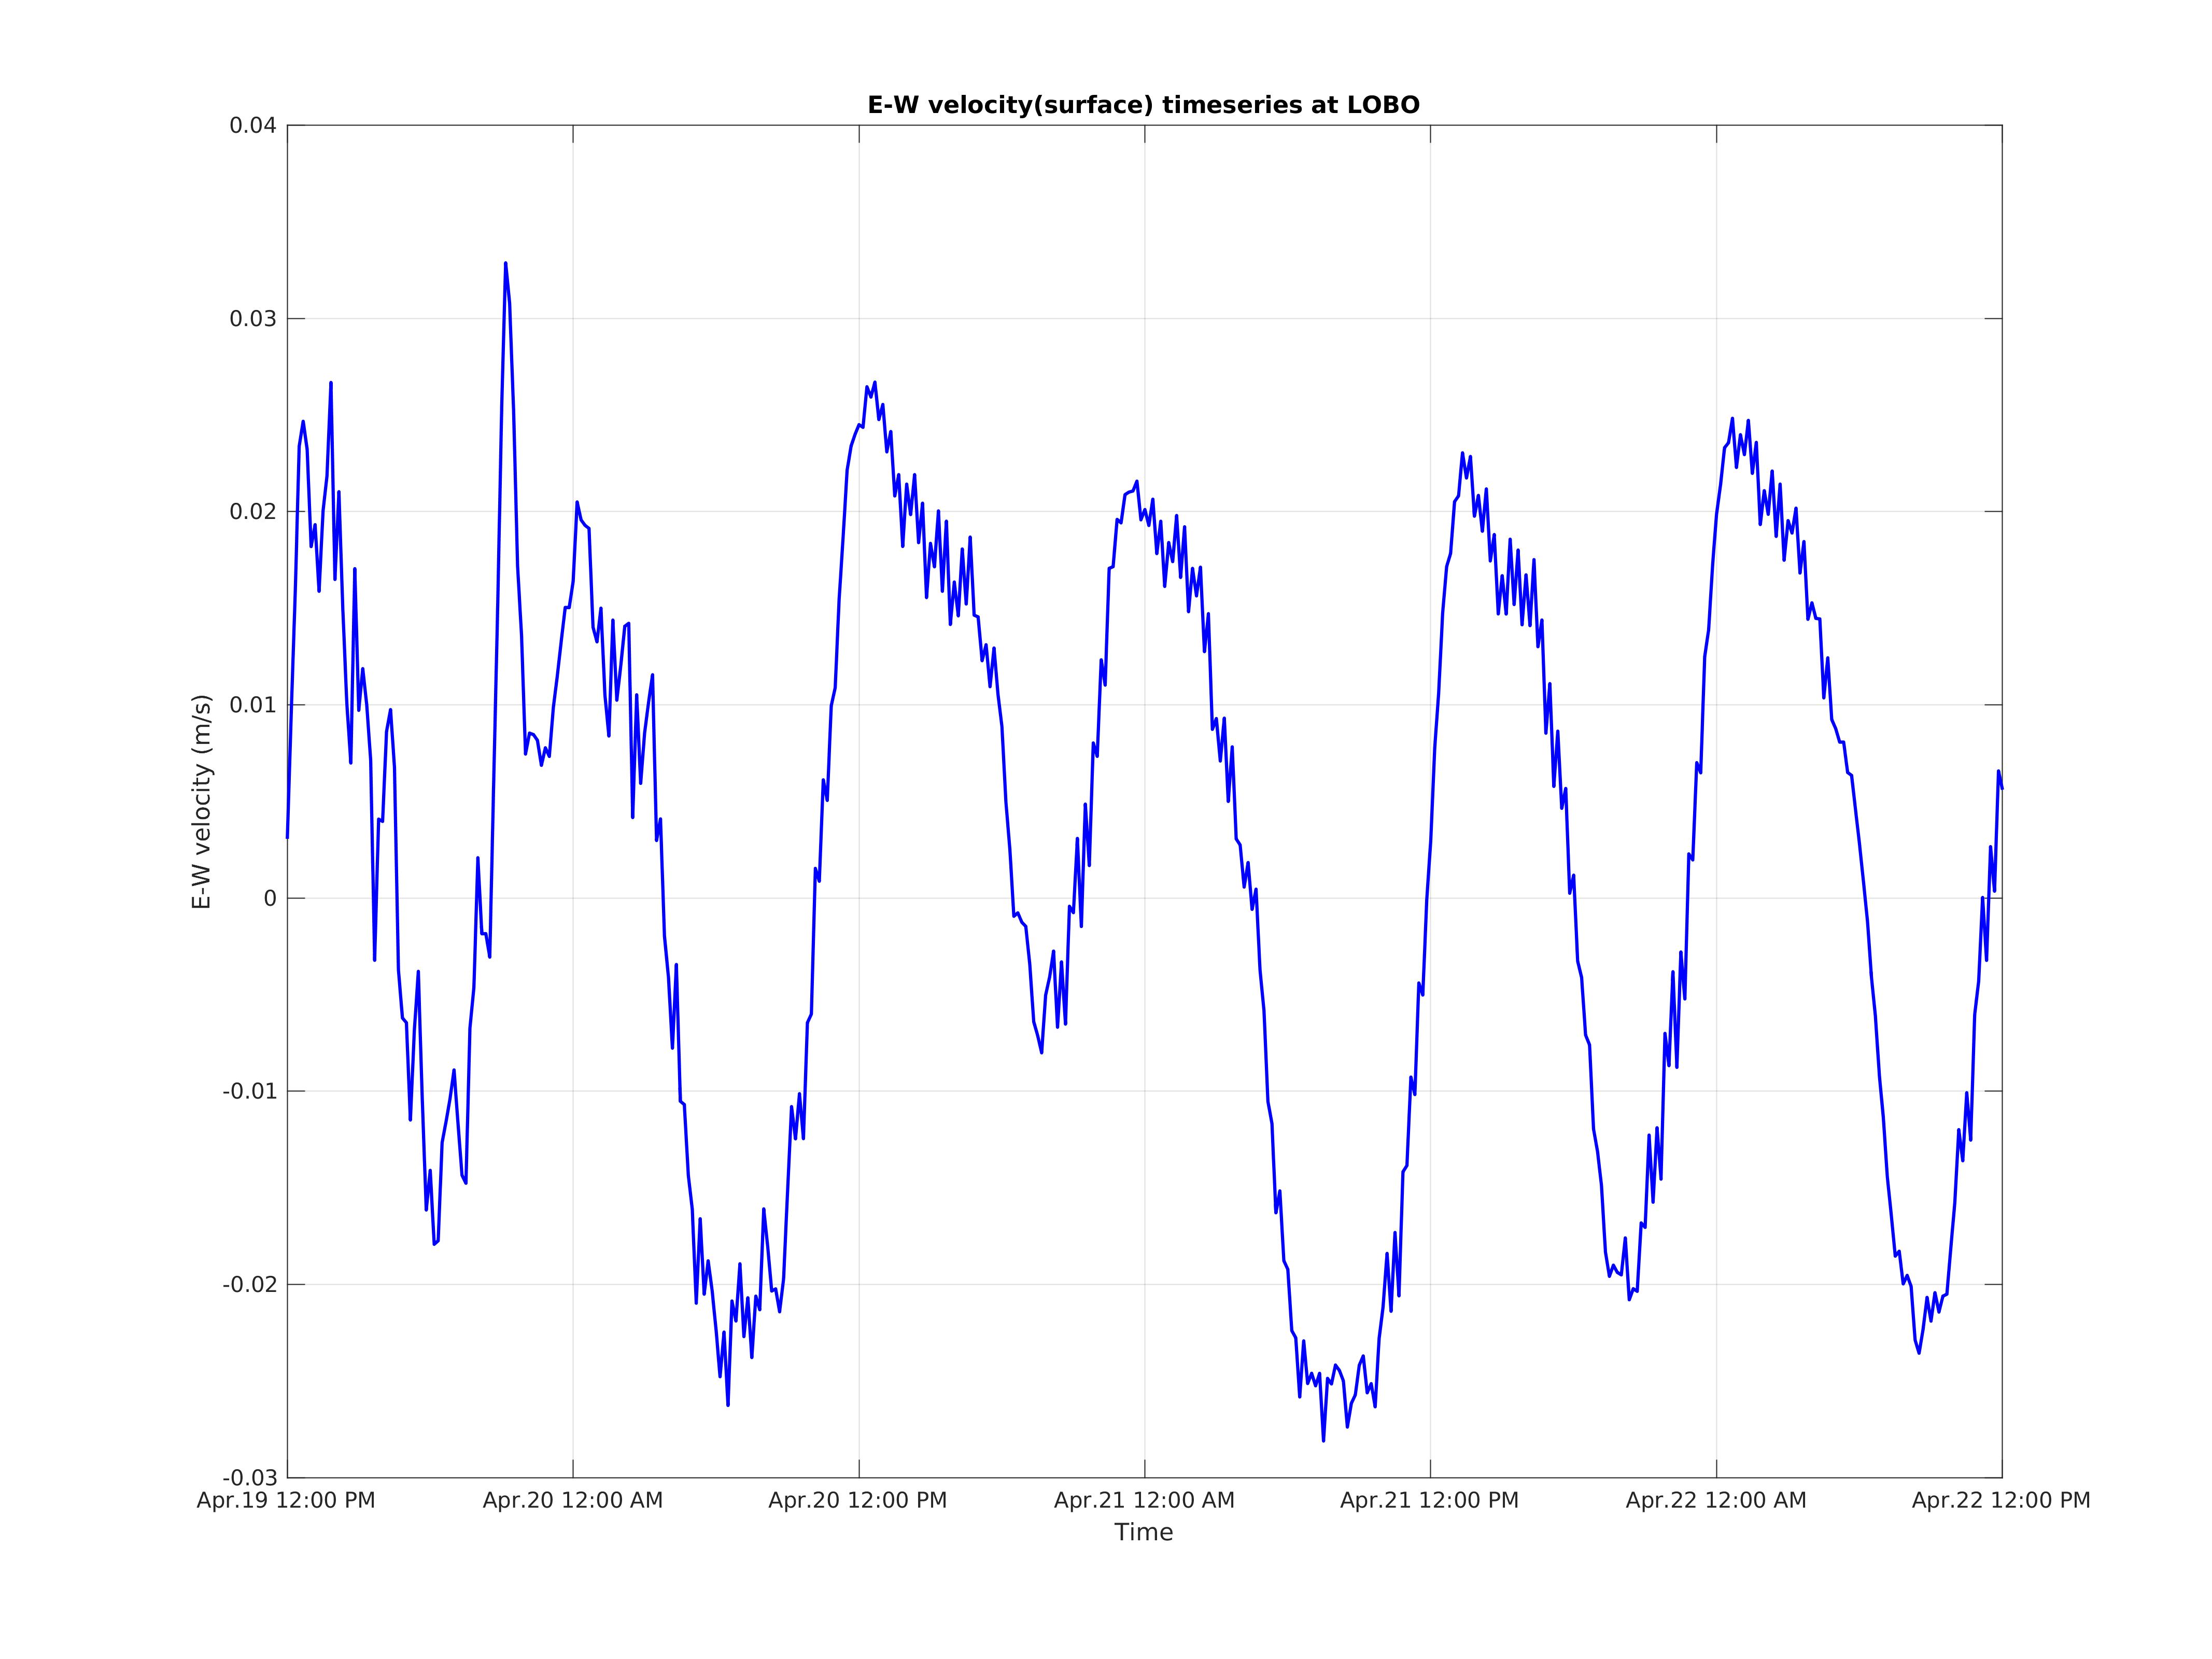 E-W velocity(surface) timeseries at LOBO
0.04
0.03
0.02
0.01
0
-0.01
-0.02
-0.03
E-W velocity (m/s)
Apr.19 12:00 PM Apr.20 12:00 AM Apr.20 12:00 PM Apr.21 12:00 AM Apr.21 12:00 PM Apr.22 12:00 AM Apr.22 12:00 PM
Time